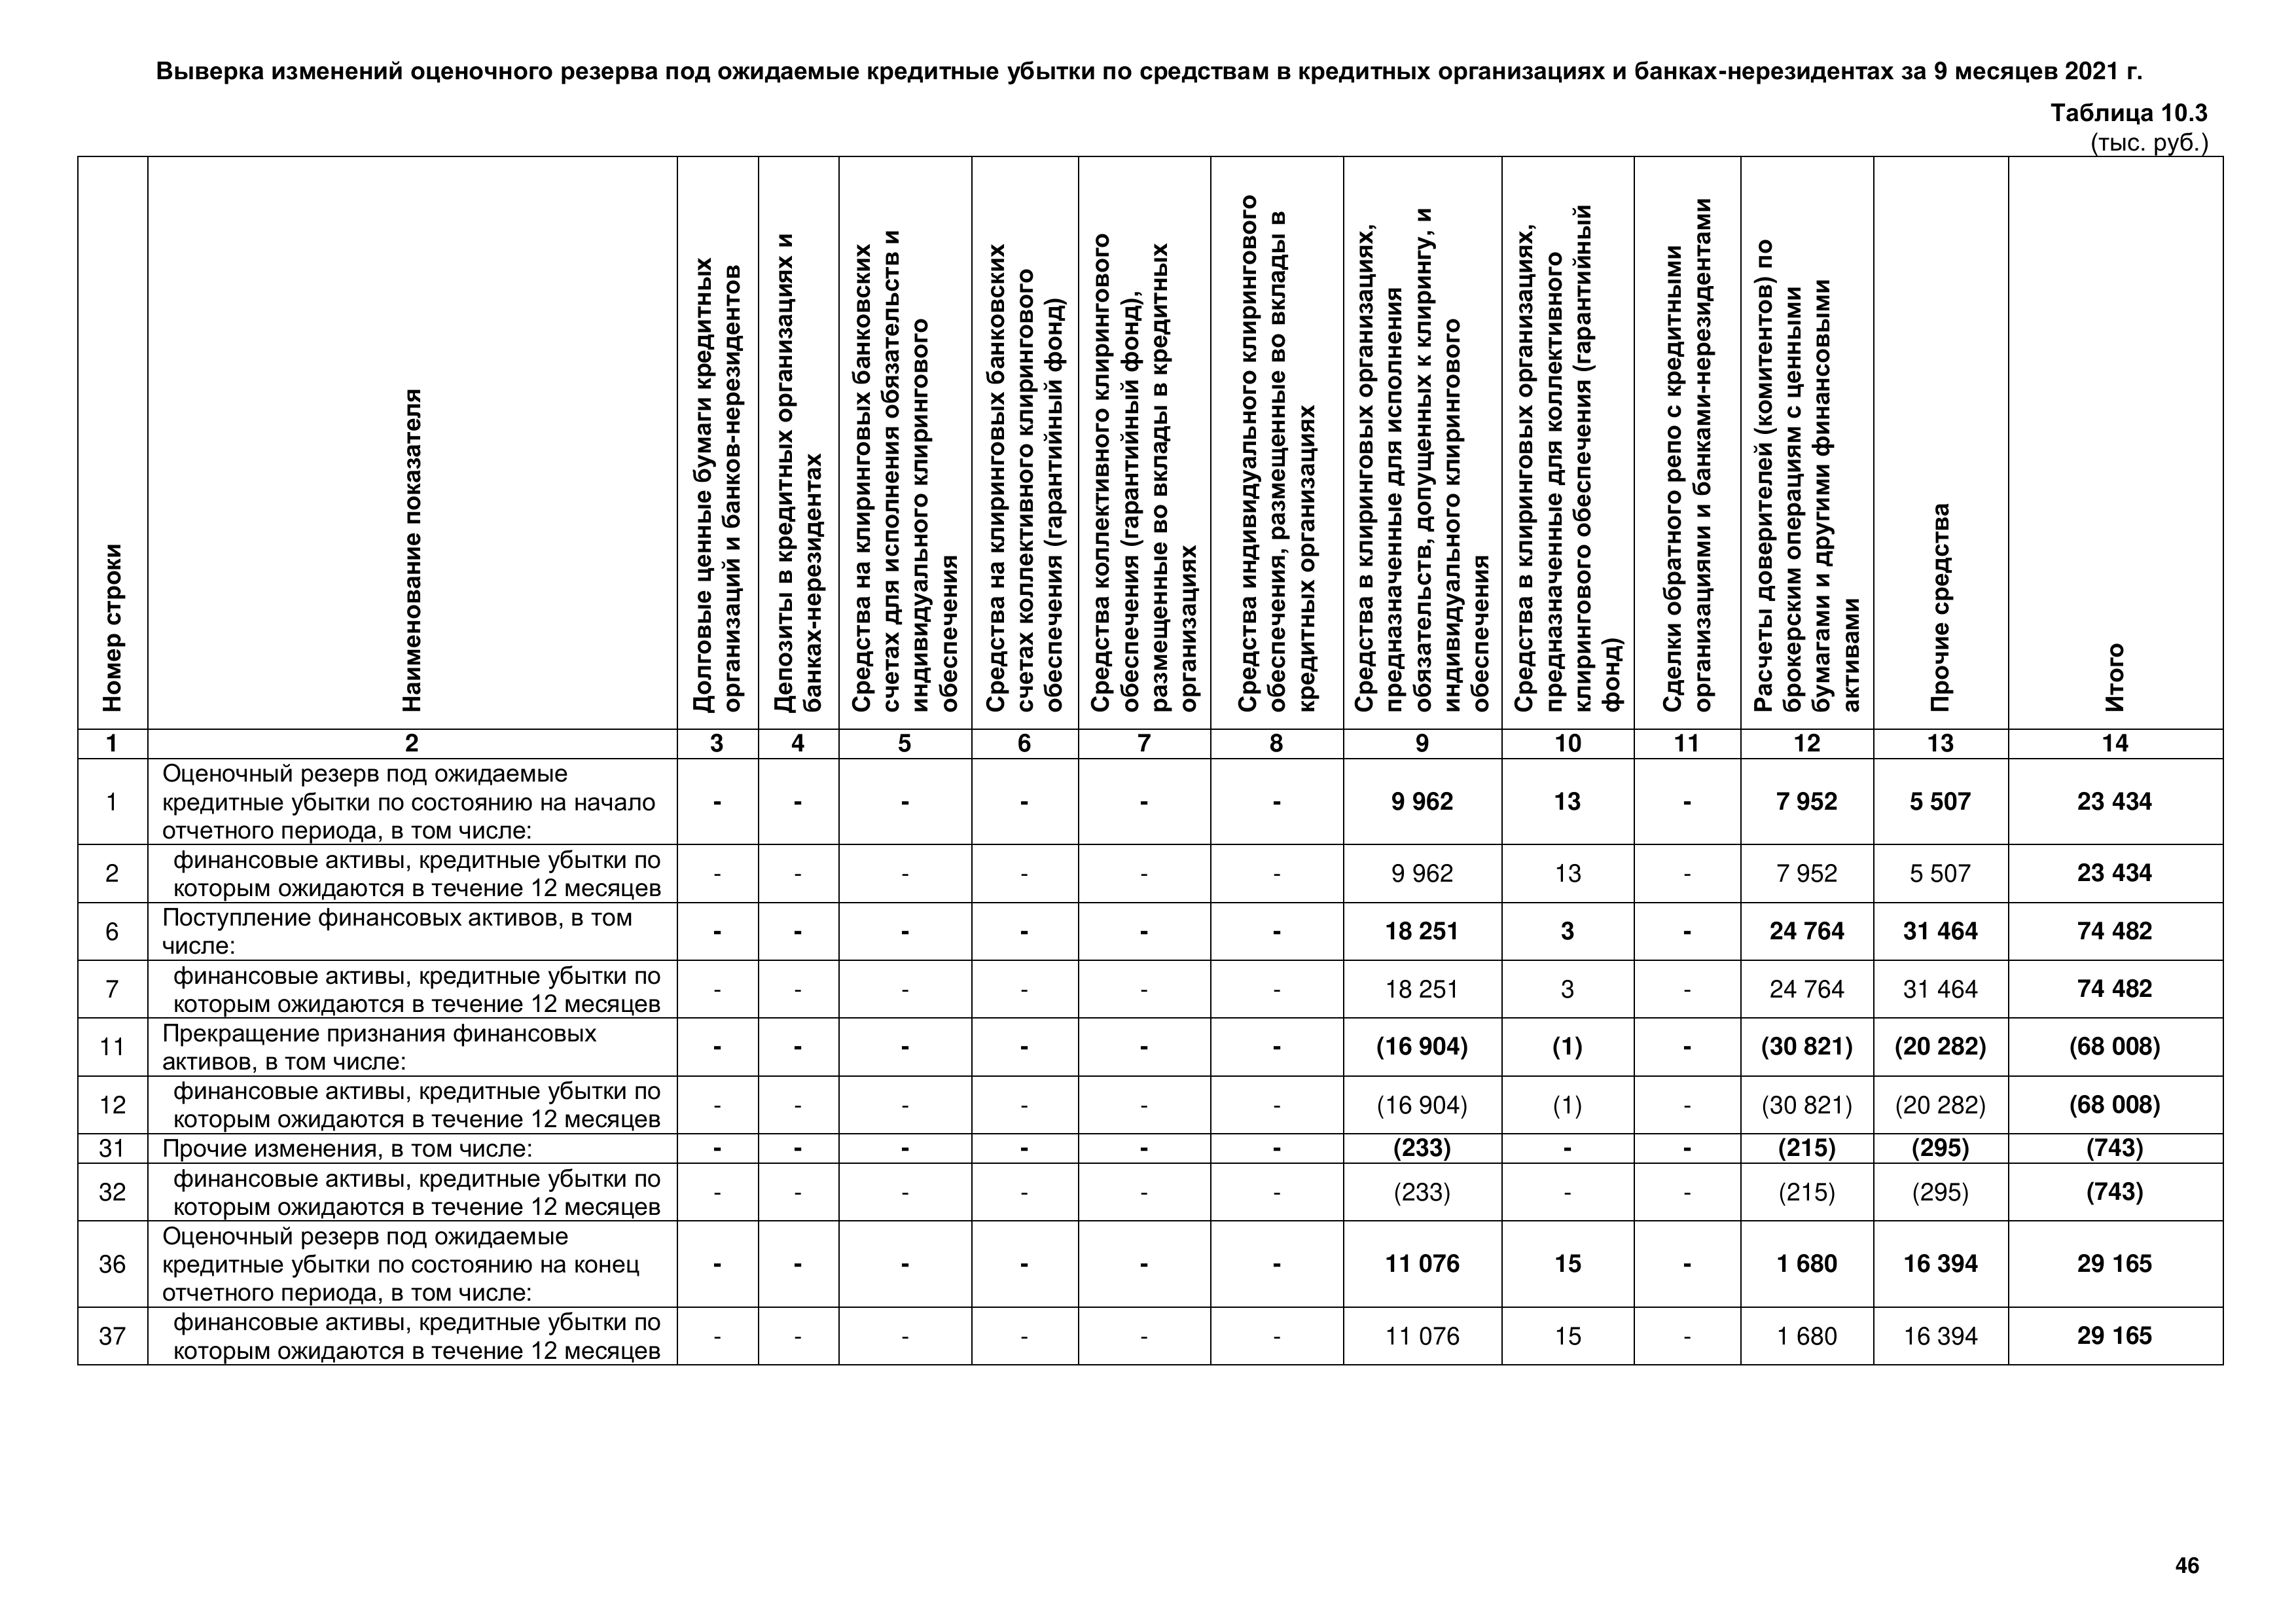 Выверка изменений оценочного резерва под ожидаемые кредитные убытки по средствам в кредитных организациях и банках-нерезидентах за 9 месяцев 2021 г.
Таблица 10.3
(тыс. руб.)
Номер строки
Наименование показателя
Долговые ценные бумаги кредитных
организаций и банков-нерезидентов
Депозиты в кредитных организациях и
банках-нерезидентах
Средства на клиринговых банковских
счетах для исполнения обязательств и
индивидуального клирингового
обеспечения
Средства на клиринговых банковских
счетах коллективного клирингового
обеспечения (гарантийный фонд)
Средства коллективного клирингового
обеспечения (гарантийный фонд),
размещенные во вклады в кредитных
организациях
Средства индивидуального клирингового
обеспечения, размещенные во вклады в
кредитных организациях
Средства в клиринговых организациях,
предназначенные для исполнения
обязательств, допущенных к клирингу, и
индивидуального клирингового
обеспечения
Средства в клиринговых организациях,
предназначенные для коллективного
клирингового обеспечения (гарантийный
фонд)
Сделки обратного репо с кредитными
организациями и банками-нерезидентами
Расчеты доверителей (комитентов) по
брокерским операциям с ценными
бумагами и другими финансовыми
активами
Прочие средства
Итого
1 2 3 4 5 6 7 8 9 10 11 12 13 14
Оценочный резерв под ожидаемые
1 кредитные убытки по состоянию на начало - - - - - - 9 962 13 - 7 952 5 507 23 434
отчетного периода, в том числе:
финансовые активы, кредитные убытки по
2 которым ожидаются в течение 12 месяцев - - - - - - 9 962 13 - 7 952 5 507 23 434
Поступление финансовых активов, в том
6 числе: - - - - - - 18 251 3 - 24 764 31 464 74 482
финансовые активы, кредитные убытки по
7 которым ожидаются в течение 12 месяцев - - - - - - 18 251 3 - 24 764 31 464 74 482
Прекращение признания финансовых
11 активов, в том числе: - - - - - - (16 904) (1) - (30 821) (20 282) (68 008)
финансовые активы, кредитные убытки по
12 которым ожидаются в течение 12 месяцев - - - - - - (16 904) (1) - (30 821) (20 282) (68 008)
31 Прочие изменения, в том числе: - - - - - - (233) - - (215) (295) (743)
финансовые активы, кредитные убытки по
32 которым ожидаются в течение 12 месяцев - - - - - - (233) - - (215) (295) (743)
Оценочный резерв под ожидаемые
36 кредитные убытки по состоянию на конец - - - - - - 11 076 15 - 1 680 16 394 29 165
отчетного периода, в том числе:
финансовые активы, кредитные убытки по
37 которым ожидаются в течение 12 месяцев - - - - - - 11 076 15 - 1 680 16 394 29 165
46